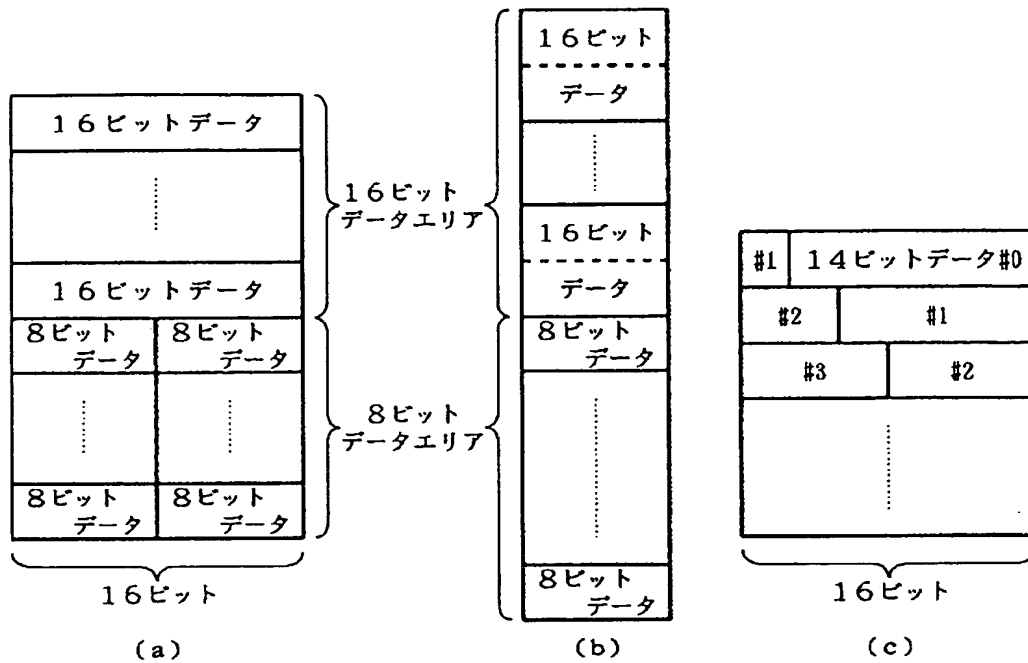 16ビットデータ
16ビットデータ
8ビット
データ
8ビット
データ
8ビット
データ
8ビット
データ
16ビット
(a)
16ビット
データエリア
8ビット
データエリア
16ビット
データ
16ビット
データ
8ビット
データ
8ビット
データ
(b)
#1 14ビットデータ#0
#2 #1
#3 #2
16ビット
(c)